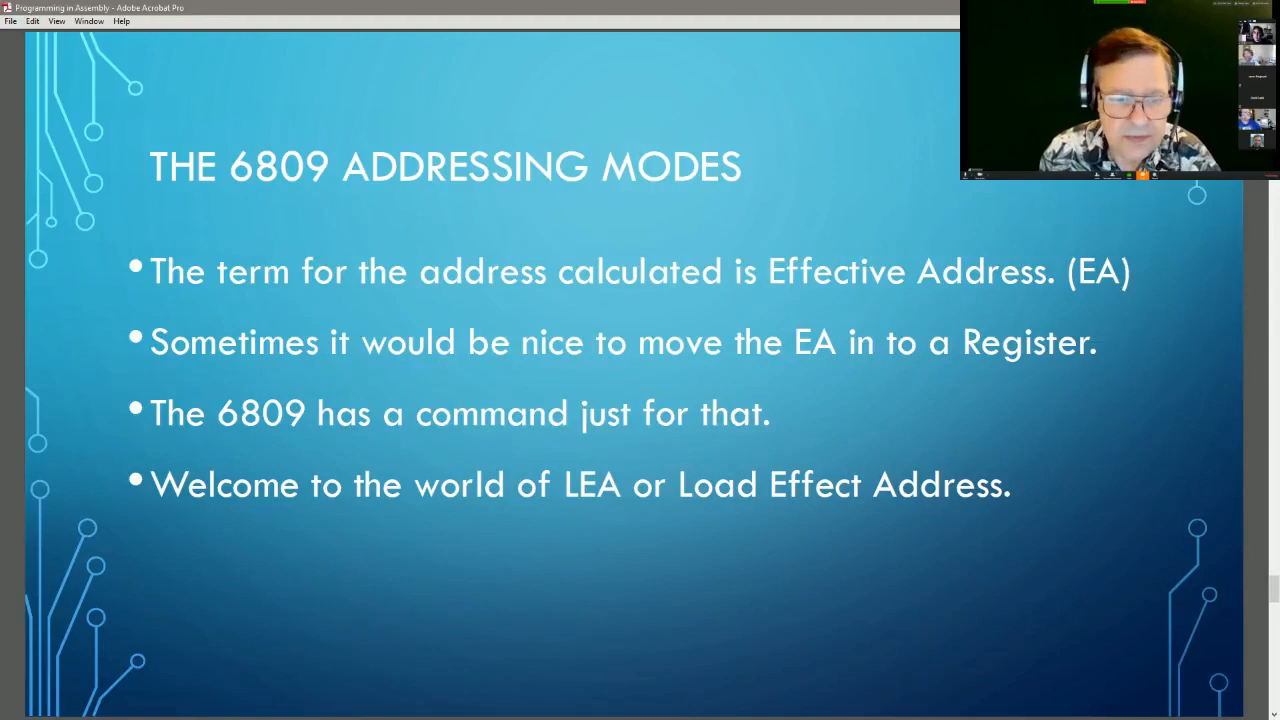 Programming in Assembly - Adobe Acrobat Pro
File Edit View Window Help
THE 6809 ADDRESSING MODES
• The term for the address calculated is Effective Address. (EA)
• Sometimes it would be nice to move the EA in to a Register.
• The 6809 has a command just for that.
• Welcome to the world of LEA or Load Effect Address.